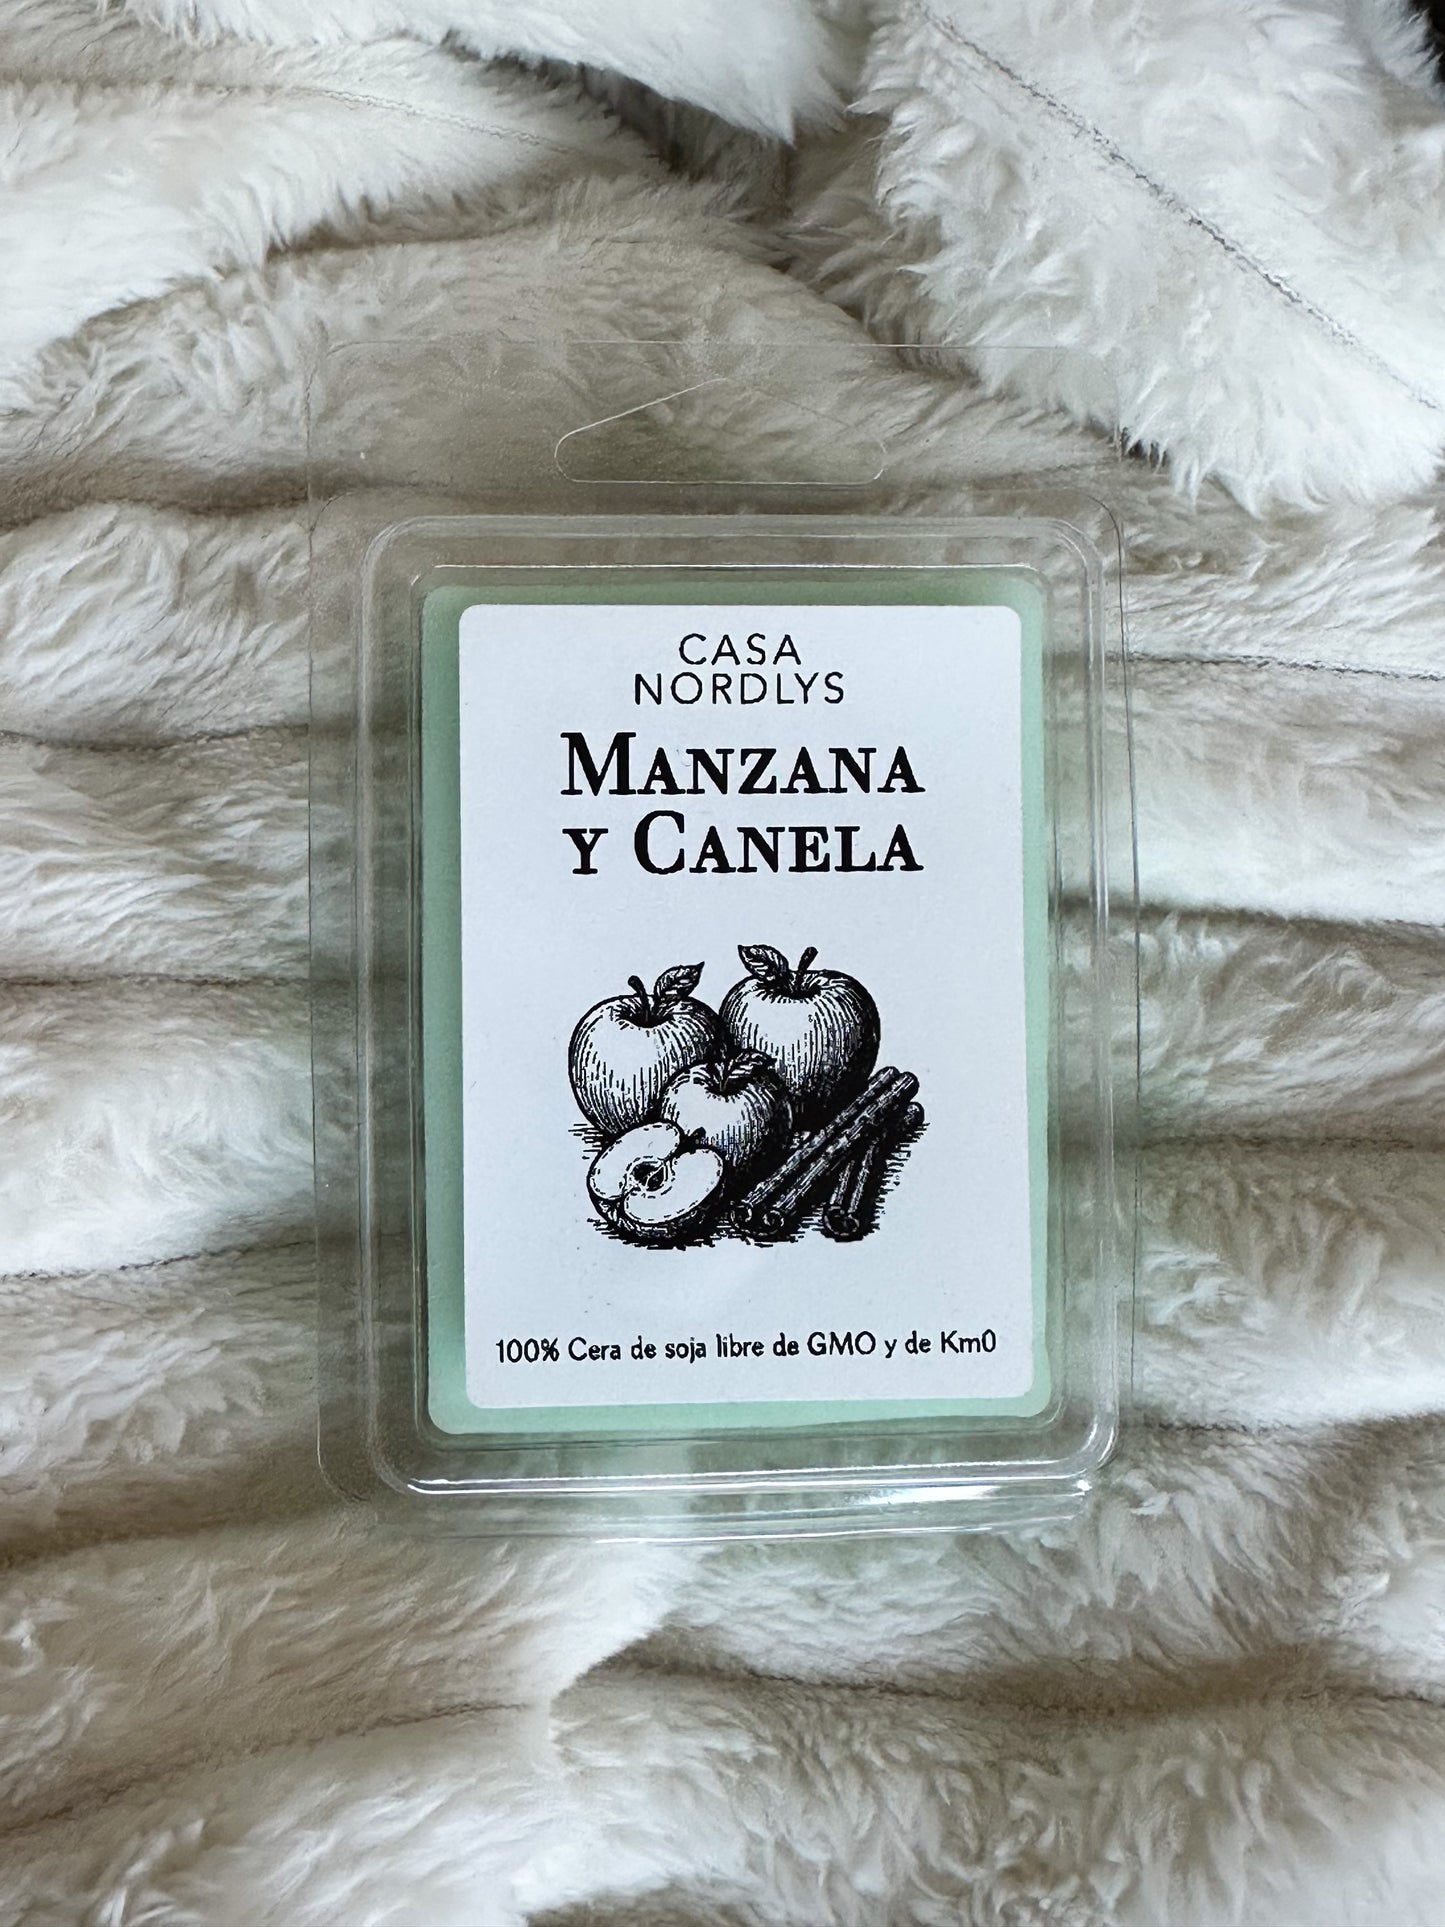 CASA
NORDLYS
MANZANA
Y CANELA
100% Cera de soja libre de GMO y de Km0